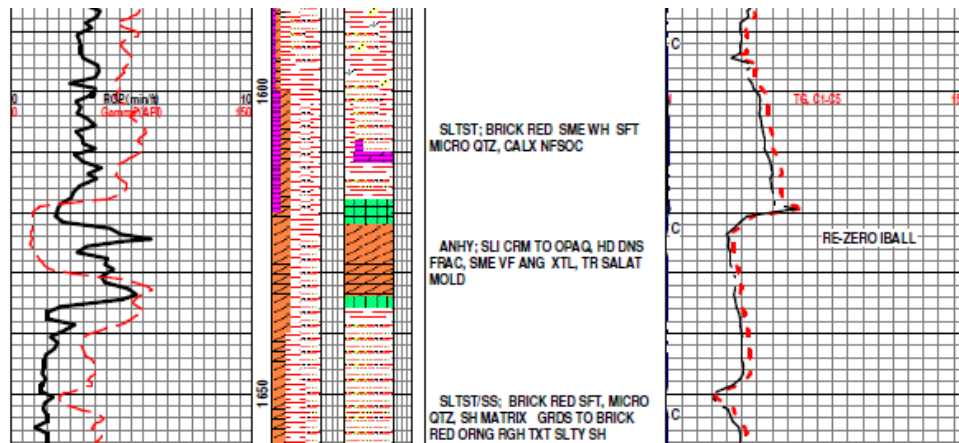 C
1600
0 ROP (min/ft) 10
0 Gamma (API) 150
TG, C1-C5
SLTST; BRICK RED SME WH SFT
MICRO QTZ, CALX NFSOC
C
RE-ZERO IBALL
ANHY; SLI CRM TO OPAQ, HD DNS
FRAC, SME VF ANG XTL, TR SALAT
MOLD
1650
SLTST/SS; BRICK RED SFT, MICRO
QTZ, SH MATRIX GRDS TO BRICK
RED ORNG RGH TXT SLTY SH
C